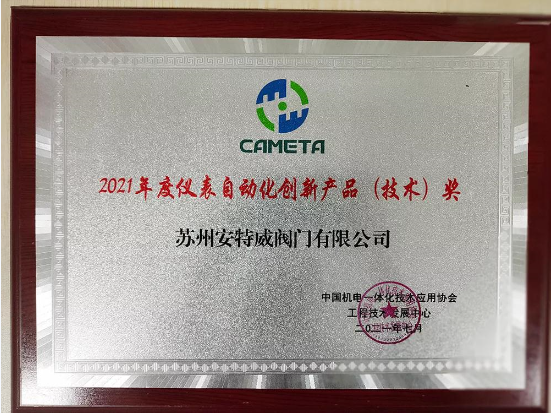 CAMETA
2021年度仪表自动化创新产品（技术）奖
苏州安特威阀门有限公司
中国机电一体化技术应用协会
工程技术发展中心
二〇二一年七月